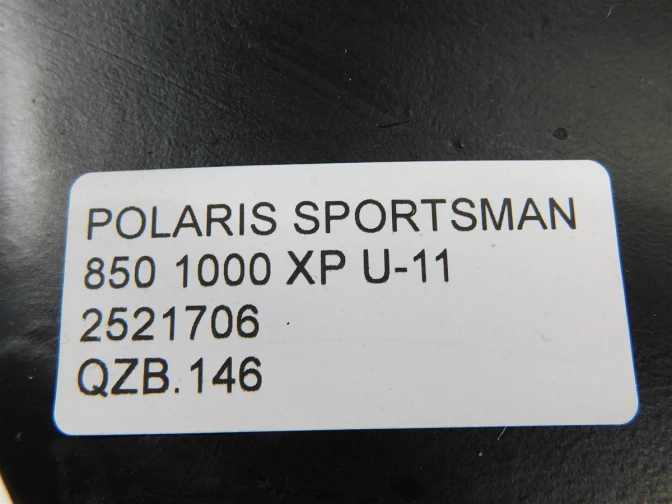 POLARIS SPORTSMAN
850 1000 XP U-11
2521706
QZB.146